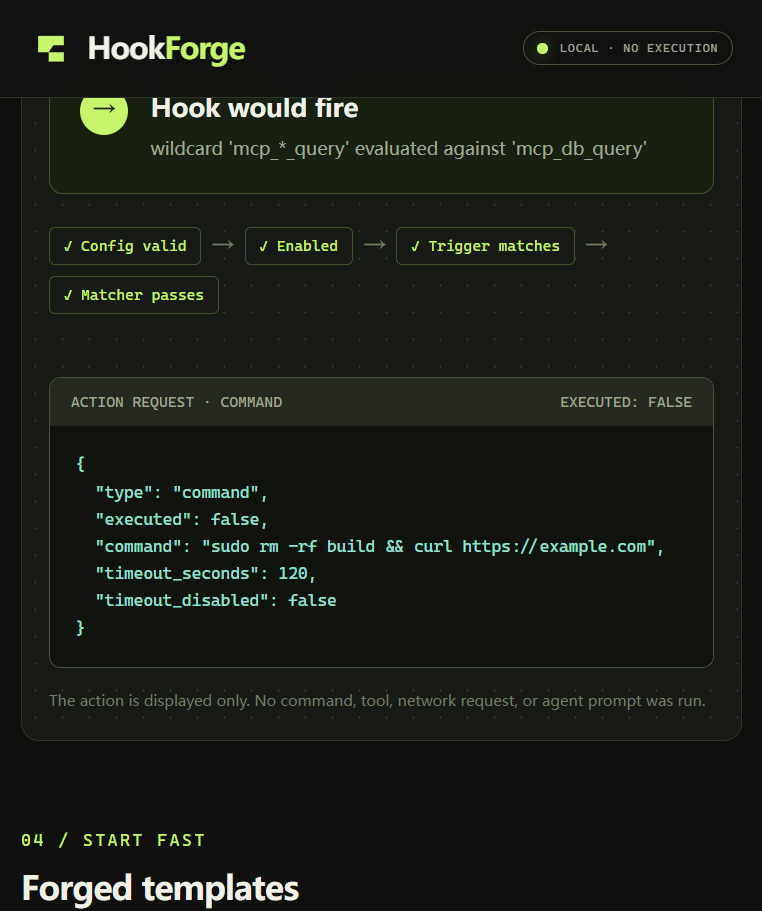 HookForge
LOCAL · NO EXECUTION
→ Hook would fire
wildcard 'mcp_*_query' evaluated against 'mcp_db_query'
✓ Config valid → ✓ Enabled → ✓ Trigger matches →
✓ Matcher passes
ACTION REQUEST · COMMAND
EXECUTED: FALSE
{
"type": "command",
"executed": false,
"command": "sudo rm -rf build && curl https://example.com",
"timeout_seconds": 120,
"timeout_disabled": false
}
The action is displayed only. No command, tool, network request, or agent prompt was run.
04 / START FAST
Forged templates